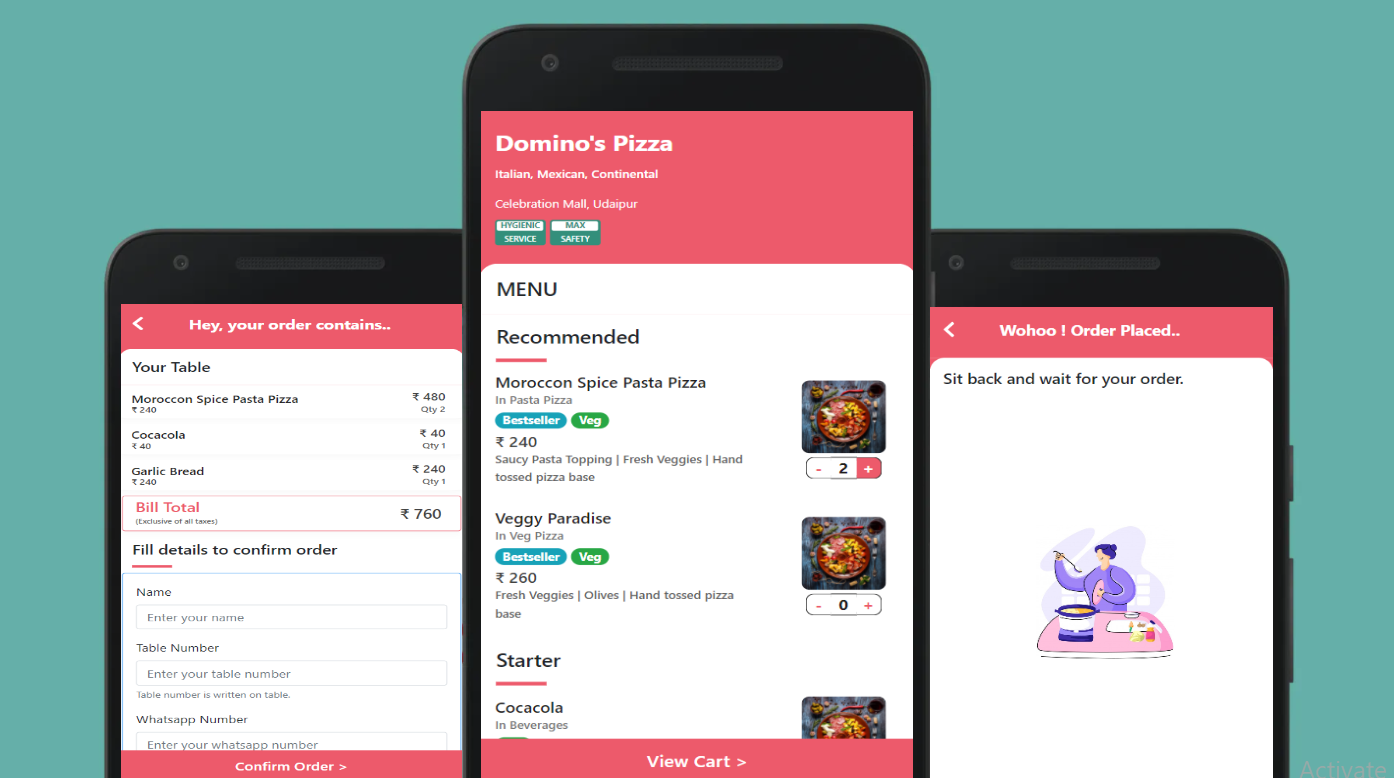 Hey, your order contains..
Your Table
Moroccon Spice Pasta Pizza ₹ 480
₹ 240 Qty 2
Cocacola ₹ 40
₹ 40 Qty 1
Garlic Bread ₹ 240
₹ 240 Qty 1
Bill Total ₹ 760
(Exclusive of all taxes)
Fill details to confirm order
Name
Enter your name
Table Number
Enter your table number
Table number is written on table.
Whatsapp Number
Enter your whatsapp number
Confirm Order >
Domino's Pizza
Italian, Mexican, Continental
Celebration Mall, Udaipur
HYGIENIC MAX
SERVICE SAFETY
MENU
Recommended
Moroccon Spice Pasta Pizza
In Pasta Pizza
Bestseller Veg
₹ 240
Saucy Pasta Topping | Fresh Veggies | Hand
tossed pizza base
- 2 +
Veggy Paradise
In Veg Pizza
Bestseller Veg
₹ 260
Fresh Veggies | Olives | Hand tossed pizza
base
- 0 +
Starter
Cocacola
In Beverages
View Cart >
Wohoo ! Order Placed..
Sit back and wait for your order.
Activate